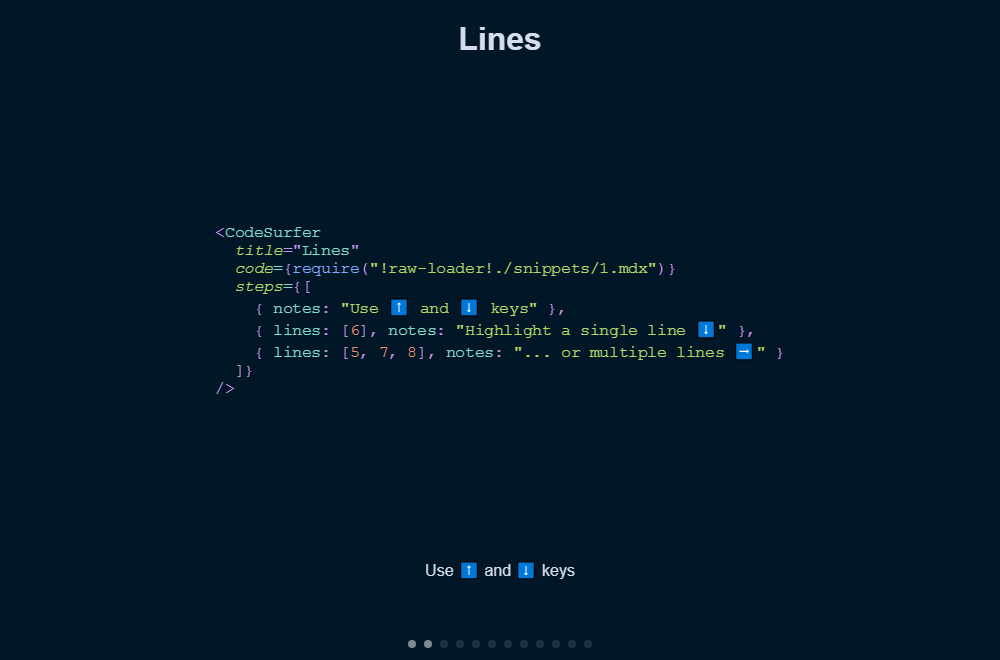 Lines
<CodeSurfer
  title="Lines"
  code={require("!raw-loader!./snippets/1.mdx")}
  steps={[
    { notes: "Use ⬆️ and ⬇️ keys" },
    { lines: [6], notes: "Highlight a single line ⬇️" },
    { lines: [5, 7, 8], notes: "... or multiple lines ➡️" }
  ]}
/>
Use ⬆️ and ⬇️ keys